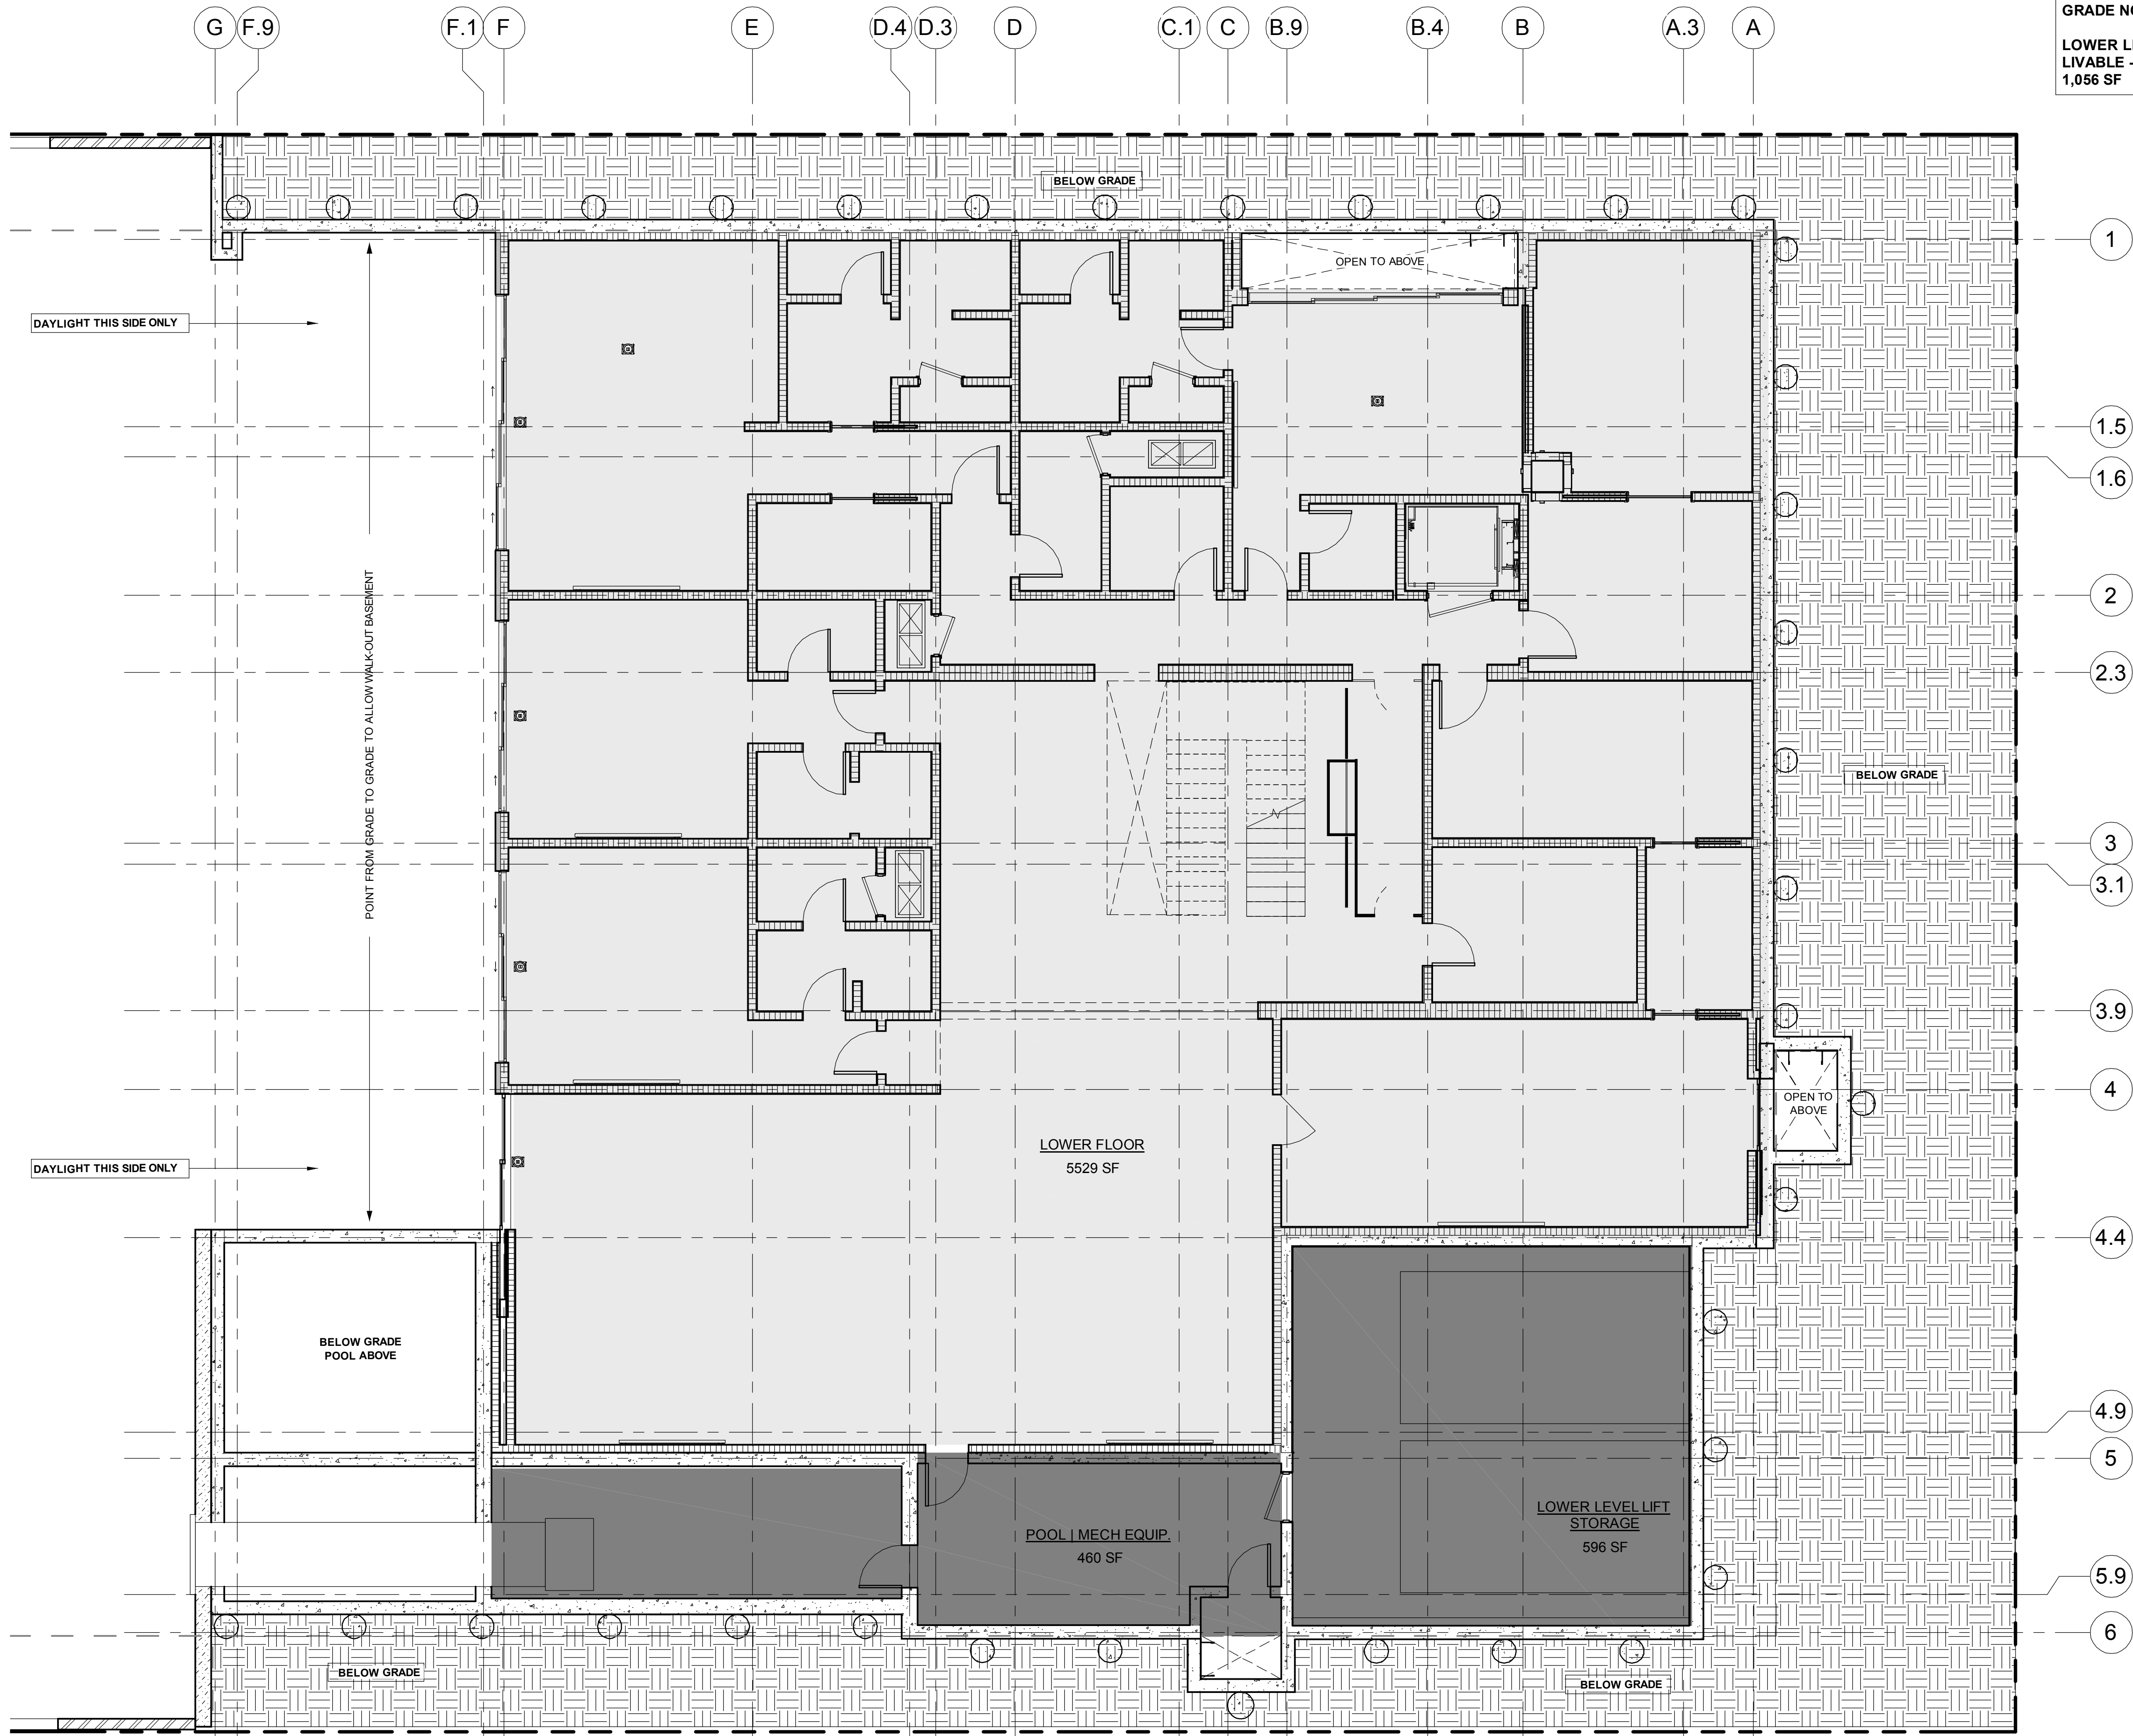 GRADE
LOWER
LIVABLE -
1,056 SF
G
F.9
F.1
F
E
D.4
D.3
D
C.1
C
B.9
B.4
B
A.3
A
BELOW GRADE
1
OPEN TO ABOVE
DAYLIGHT THIS SIDE ONLY
1.5
1.6
POINT FROM GRADE TO GRADE TO ALLOW WALK-OUT BASEMENT
2
2.3
BELOW GRADE
3
3.1
3.9
4
OPEN TO
ABOVE
LOWER FLOOR
5529 SF
DAYLIGHT THIS SIDE ONLY
4.4
BELOW GRADE
POOL ABOVE
4.9
5
LOWER LEVEL LIFT
STORAGE
596 SF
POOL | MECH EQUIP.
460 SF
5.9
6
BELOW GRADE
BELOW GRADE